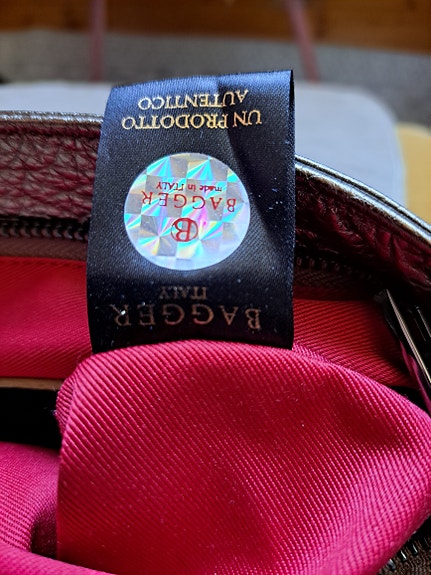 BAGGER
ITALY
B
BAGGER
made in ITALY
UN PRODOTTO
AUTENTICO